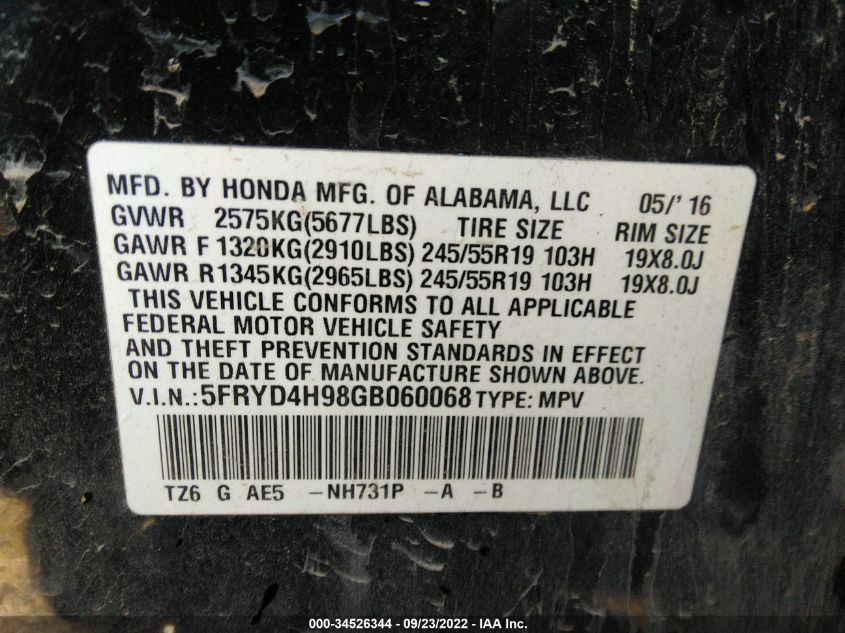 MFD. BY HONDA MFG. OF ALABAMA, LLC 05/' 16
GVWR 2575KG(5677LBS) TIRE SIZE RIM SIZE
GAWR F 1320KG(2910LBS) 245/55R19 103H 19X8.0J
GAWR R1345KG(2965LBS) 245/55R19 103H 19X8.0J
THIS VEHICLE CONFORMS TO ALL APPLICABLE
FEDERAL MOTOR VEHICLE SAFETY
AND THEFT PREVENTION STANDARDS IN EFFECT
ON THE DATE OF MANUFACTURE SHOWN ABOVE.
V.I.N.:5FRYD4H98GB060068 TYPE: MPV
TZ6 G AE5 -NH731P -A -B
000-34526344 - 09/23/2022 - IAA Inc.